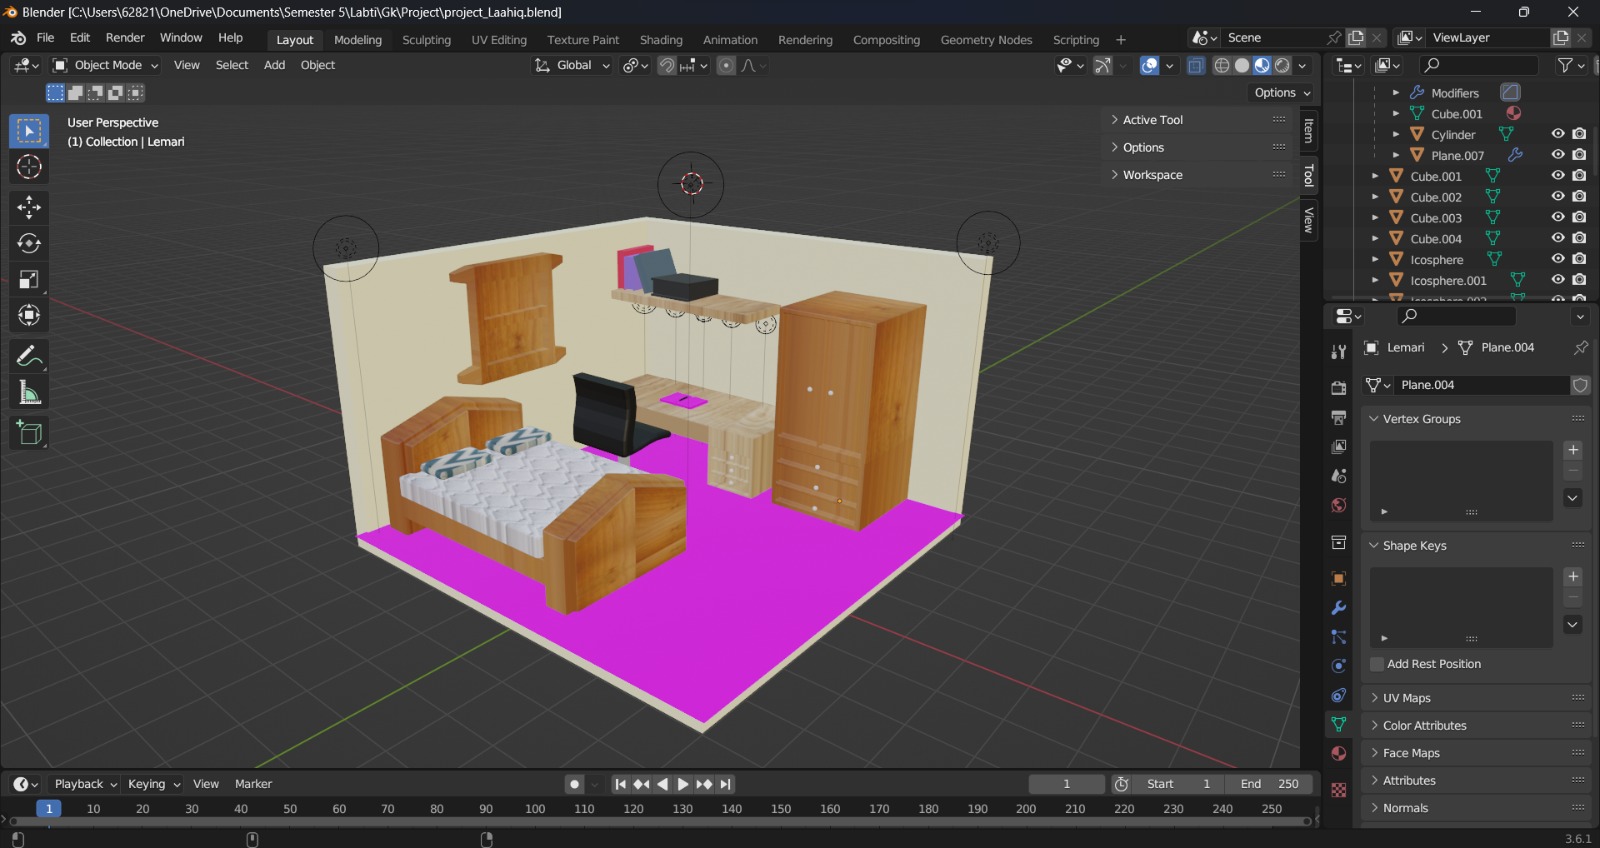 Blender [C:\Users\62821\OneDrive\Documents\Semester 5\Labti\Gk\Project\project_Laahiq.blend]
File Edit Render Window Help Layout Modeling Sculpting UV Editing Texture Paint Shading Animation Rendering Compositing Geometry Nodes Scripting + Scene ViewLayer
Object Mode View Select Add Object Global
Options
User Perspective
(1) Collection | Lemari
Active Tool
Options
Workspace
Item
Tool
View
Modifiers
Cube.001
Cylinder
Plane.007
Cube.001
Cube.002
Cube.003
Cube.004
Icosphere
Icosphere.001
Icosphere.002
Lemari > Plane.004
Plane.004
Vertex Groups
Shape Keys
Add Rest Position
UV Maps
Color Attributes
Face Maps
Attributes
Normals
Playback Keying View Marker 1 Start 1 End 250
1 10 20 30 40 50 60 70 80 90 100 110 120 130 140 150 160 170 180 190 200 210 220 230 240 250
3.6.1